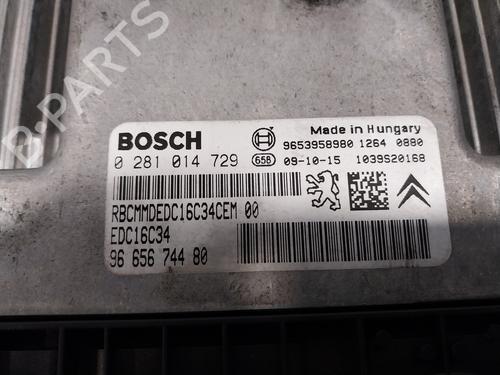 B-PARTS
BOSCH
Made in Hungary
9653958980 1264 0880
0 281 014 729
658 09-10-15 1039S20168
RBCMMDEDC16C34CEM 00
EDC16C34
96 656 744 80